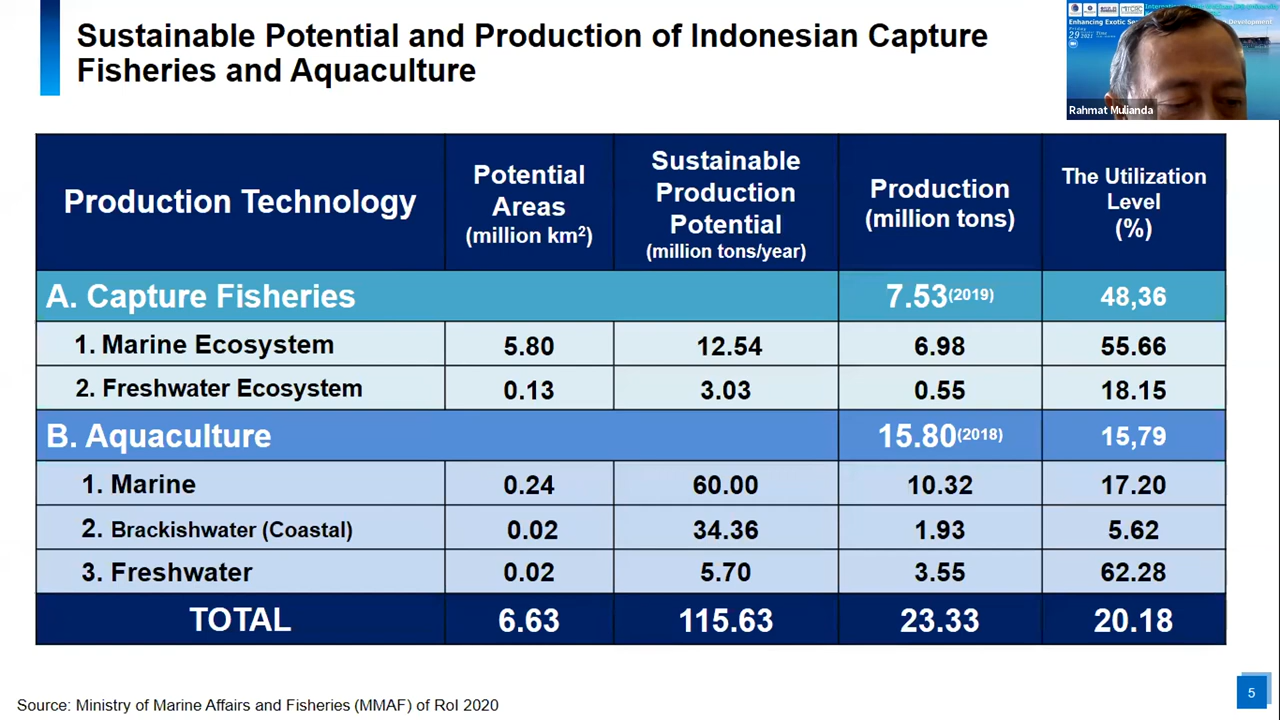 Sustainable Potential and Production of Indonesian Capture
Fisheries and Aquaculture
Enhancing Exotic
Development
Friday
29
2021
Rahmat Mulianda
Production Technology
Potential
Areas
(million km²)
Sustainable
Production
Potential
(million tons/year)
Production
(million tons)
The Utilization
Level
(%)
A. Capture Fisheries 7.53(2019) 48,36
1. Marine Ecosystem 5.80 12.54 6.98 55.66
2. Freshwater Ecosystem 0.13 3.03 0.55 18.15
B. Aquaculture 15.80(2018) 15,79
1. Marine 0.24 60.00 10.32 17.20
2. Brackishwater (Coastal) 0.02 34.36 1.93 5.62
3. Freshwater 0.02 5.70 3.55 62.28
TOTAL 6.63 115.63 23.33 20.18
Source: Ministry of Marine Affairs and Fisheries (MMAF) of RoI 2020
5